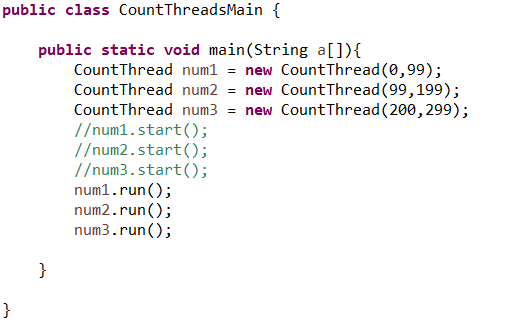 public class CountThreadsMain {
public static void main(String a[]){
CountThread num1 = new CountThread(0,99);
CountThread num2 = new CountThread(99,199);
CountThread num3 = new CountThread(200,299);
//num1.start();
//num2.start();
//num3.start();
num1.run();
num2.run();
num3.run();
}
}